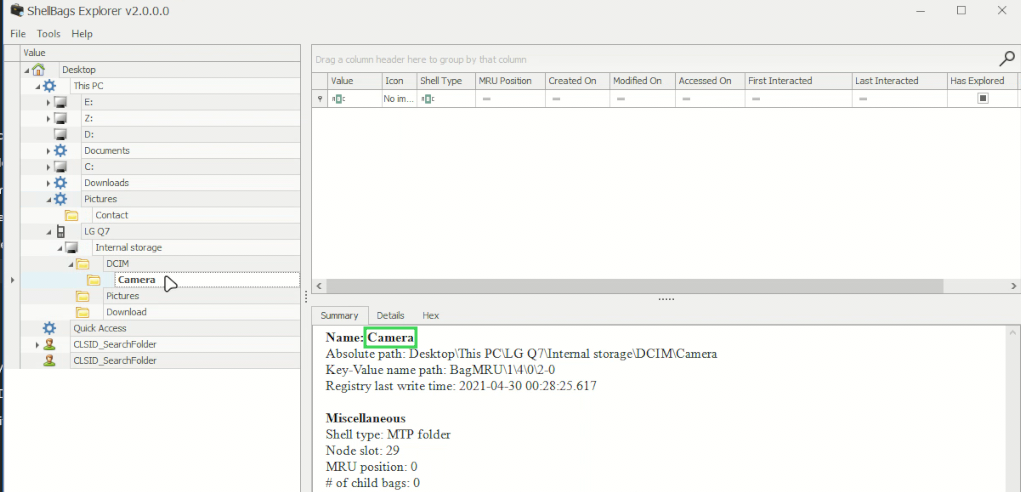 ShellBags Explorer v2.0.0.0
File Tools Help
Value
Desktop
This PC
E:
Z:
D:
Documents
C:
Downloads
Pictures
Contact
LG Q7
Internal storage
DCIM
Camera
Pictures
Download
Quick Access
CLSID_SearchFolder
CLSID_SearchFolder
Drag a column header here to group by that column
Value Icon Shell Type MRU Position Created On Modified On Accessed On First Interacted Last Interacted Has Explored
No im...
Summary Details Hex
Name: Camera
Absolute path: Desktop\This PC\LG Q7\Internal storage\DCIM\Camera
Key-Value name path: BagMRU\1\4\0\2-0
Registry last write time: 2021-04-30 00:28:25.617
Miscellaneous
Shell type: MTP folder
Node slot: 29
MRU position: 0
# of child bags: 0